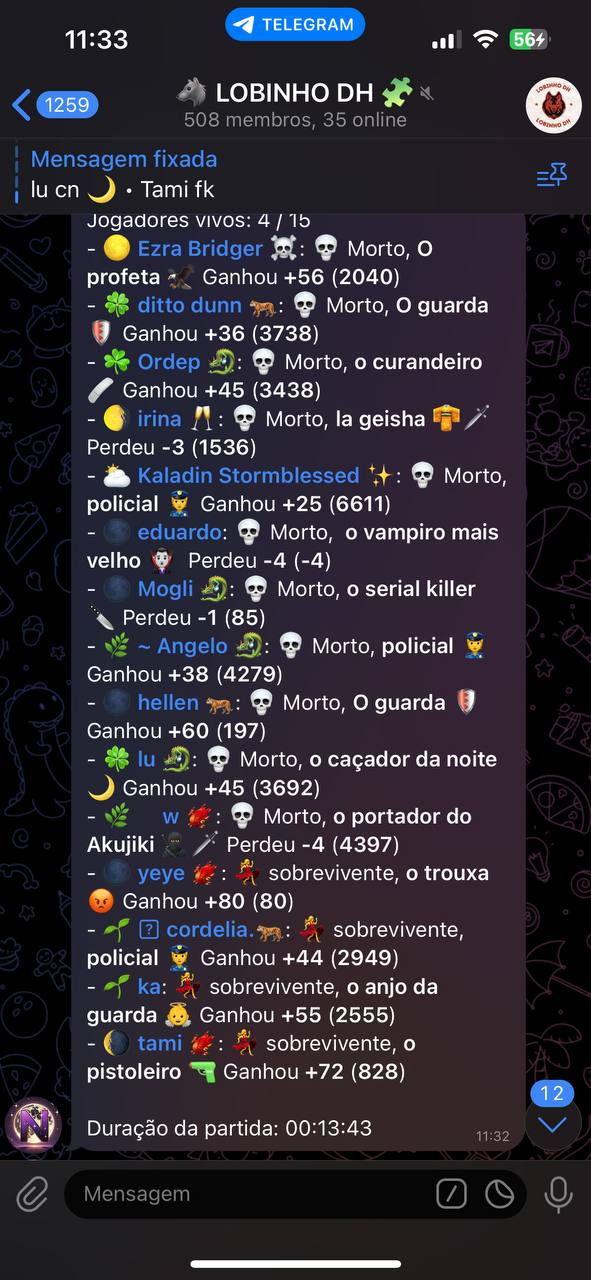 11:33
TELEGRAM
56
1259
🐺 LOBINHO DH 🧩
508 membros, 35 online
LOBINHO DH
LOBINHO DH
Mensagem fixada
lu cn 🌙 • Tami fk
Jogadores vivos: 4 / 15
- 🌕 Ezra Bridger ☠️: 💀 Morto, O
profeta 🦅 Ganhou +56 (2040)
- 🍀 ditto dunn 🐅: 💀 Morto, O guarda
🛡 Ganhou +36 (3738)
- ☘️ Ordep 🐉: 💀 Morto, o curandeiro
🩹 Ganhou +45 (3438)
- 🌖 irina 🥂: 💀 Morto, la geisha 👘🗡
Perdeu -3 (1536)
- 🌥 Kaladin Stormblessed ✨: 💀 Morto,
policial 👮 Ganhou +25 (6611)
- 🌑 eduardo: 💀 Morto, o vampiro mais
velho 🧛🏻 Perdeu -4 (-4)
- 🌑 Mogli 🐉: 💀 Morto, o serial killer
🔪 Perdeu -1 (85)
- 🌿 ~ Angelo 🐉: 💀 Morto, policial 👮
Ganhou +38 (4279)
- 🌑 hellen 🐅: 💀 Morto, O guarda 🛡
Ganhou +60 (197)
- 🍀 lu 🐉: 💀 Morto, o caçador da noite
🌙 Ganhou +45 (3692)
- 🌿 w : 💀 Morto, o portador do
Akujiki 🥷🗡 Perdeu -4 (4397)
- 🌑 yeye : 💃 sobrevivente, o trouxa
😡 Ganhou +80 (80)
- 🌱 cordelia.🐅: 💃 sobrevivente,
policial 👮 Ganhou +44 (2949)
- 🌱 ka: 💃 sobrevivente, o anjo da
guarda 👼 Ganhou +55 (2555)
- 🌘 tami : 💃 sobrevivente, o
pistoleiro 🔫 Ganhou +72 (828)
Duração da partida: 00:13:43
11:32
12
N
Mensagem